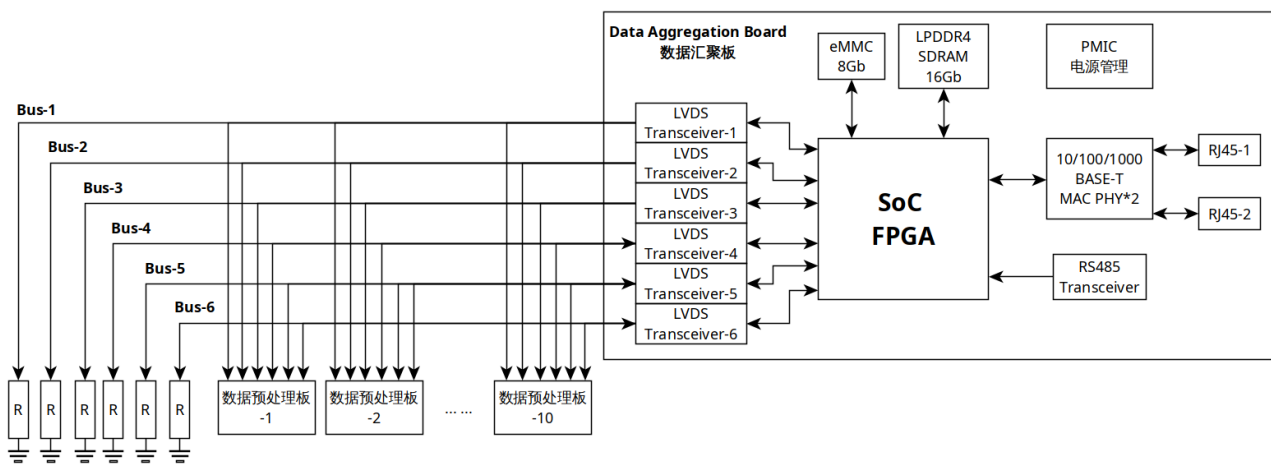 Data Aggregation Board
数据汇聚板
eMMC
8Gb
LPDDR4
SDRAM
16Gb
PMIC
电源管理
Bus-1
Bus-2
Bus-3
Bus-4
Bus-5
Bus-6
LVDS
Transceiver-1
LVDS
Transceiver-2
LVDS
Transceiver-3
LVDS
Transceiver-4
LVDS
Transceiver-5
LVDS
Transceiver-6
SoC
FPGA
10/100/1000
BASE-T
MAC PHY*2
RJ45-1
RJ45-2
RS485
Transceiver
R
R
R
R
R
R
数据预处理板
-1
数据预处理板
-2
... ...
数据预处理板
-10